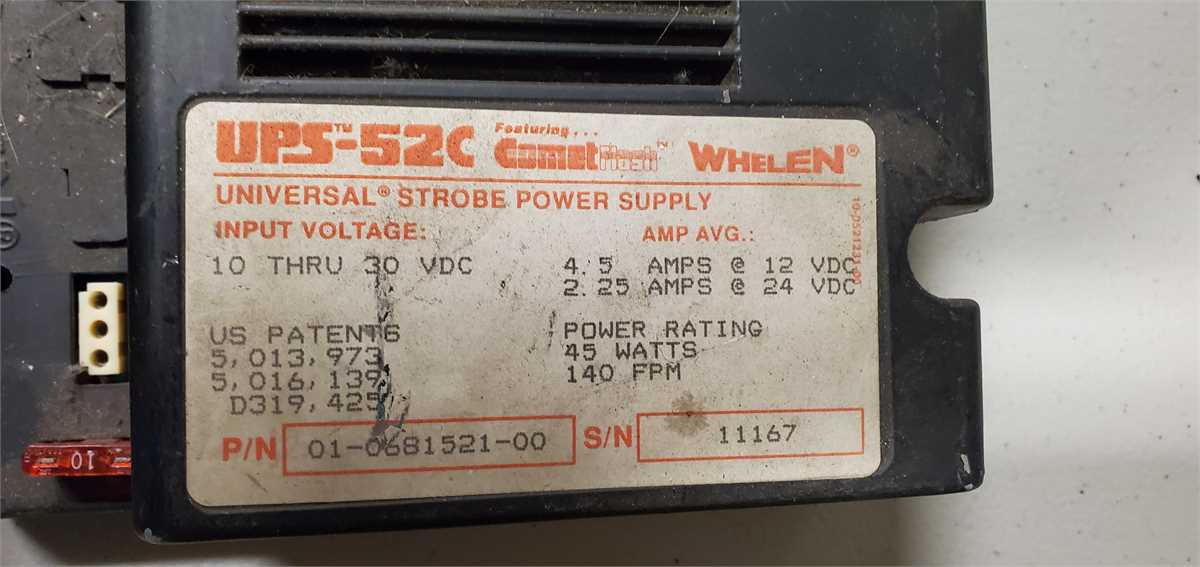 UPS™-52C Featuring... CometFlash™ WHELEN®
UNIVERSAL® STROBE POWER SUPPLY
INPUT VOLTAGE: AMP AVG.:
10 THRU 30 VDC 4.5 AMPS @ 12 VDC
2.25 AMPS @ 24 VDC
US PATENTS POWER RATING
5,013,973 45 WATTS
5,016,139 140 FPM
D319,425
P/N 01-0681521-00 S/N 11167
10